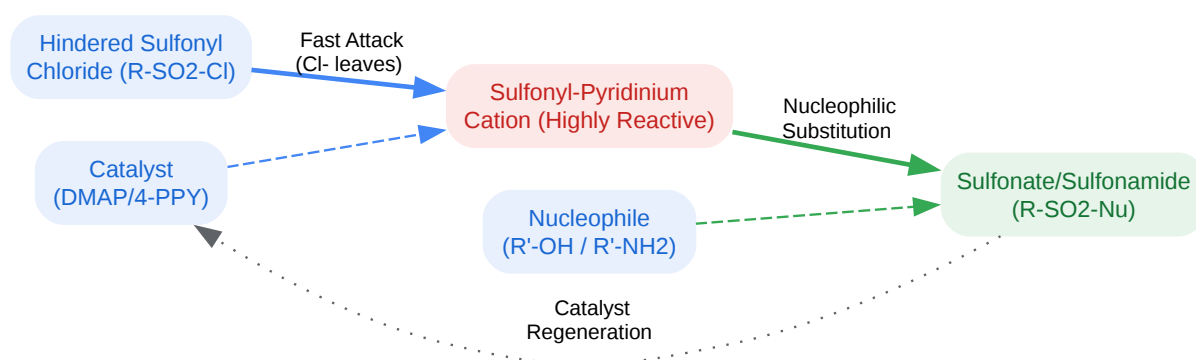 Hindered Sulfonyl
Chloride (R-SO2-Cl)
Fast Attack
(Cl- leaves)
Sulfonyl-Pyridinium
Cation (Highly Reactive)
Nucleophilic
Substitution
Catalyst
(DMAP/4-PPY)
Sulfonate/Sulfonamide
(R-SO2-Nu)
Nucleophile
(R'-OH / R'-NH2)
Catalyst
Regeneration